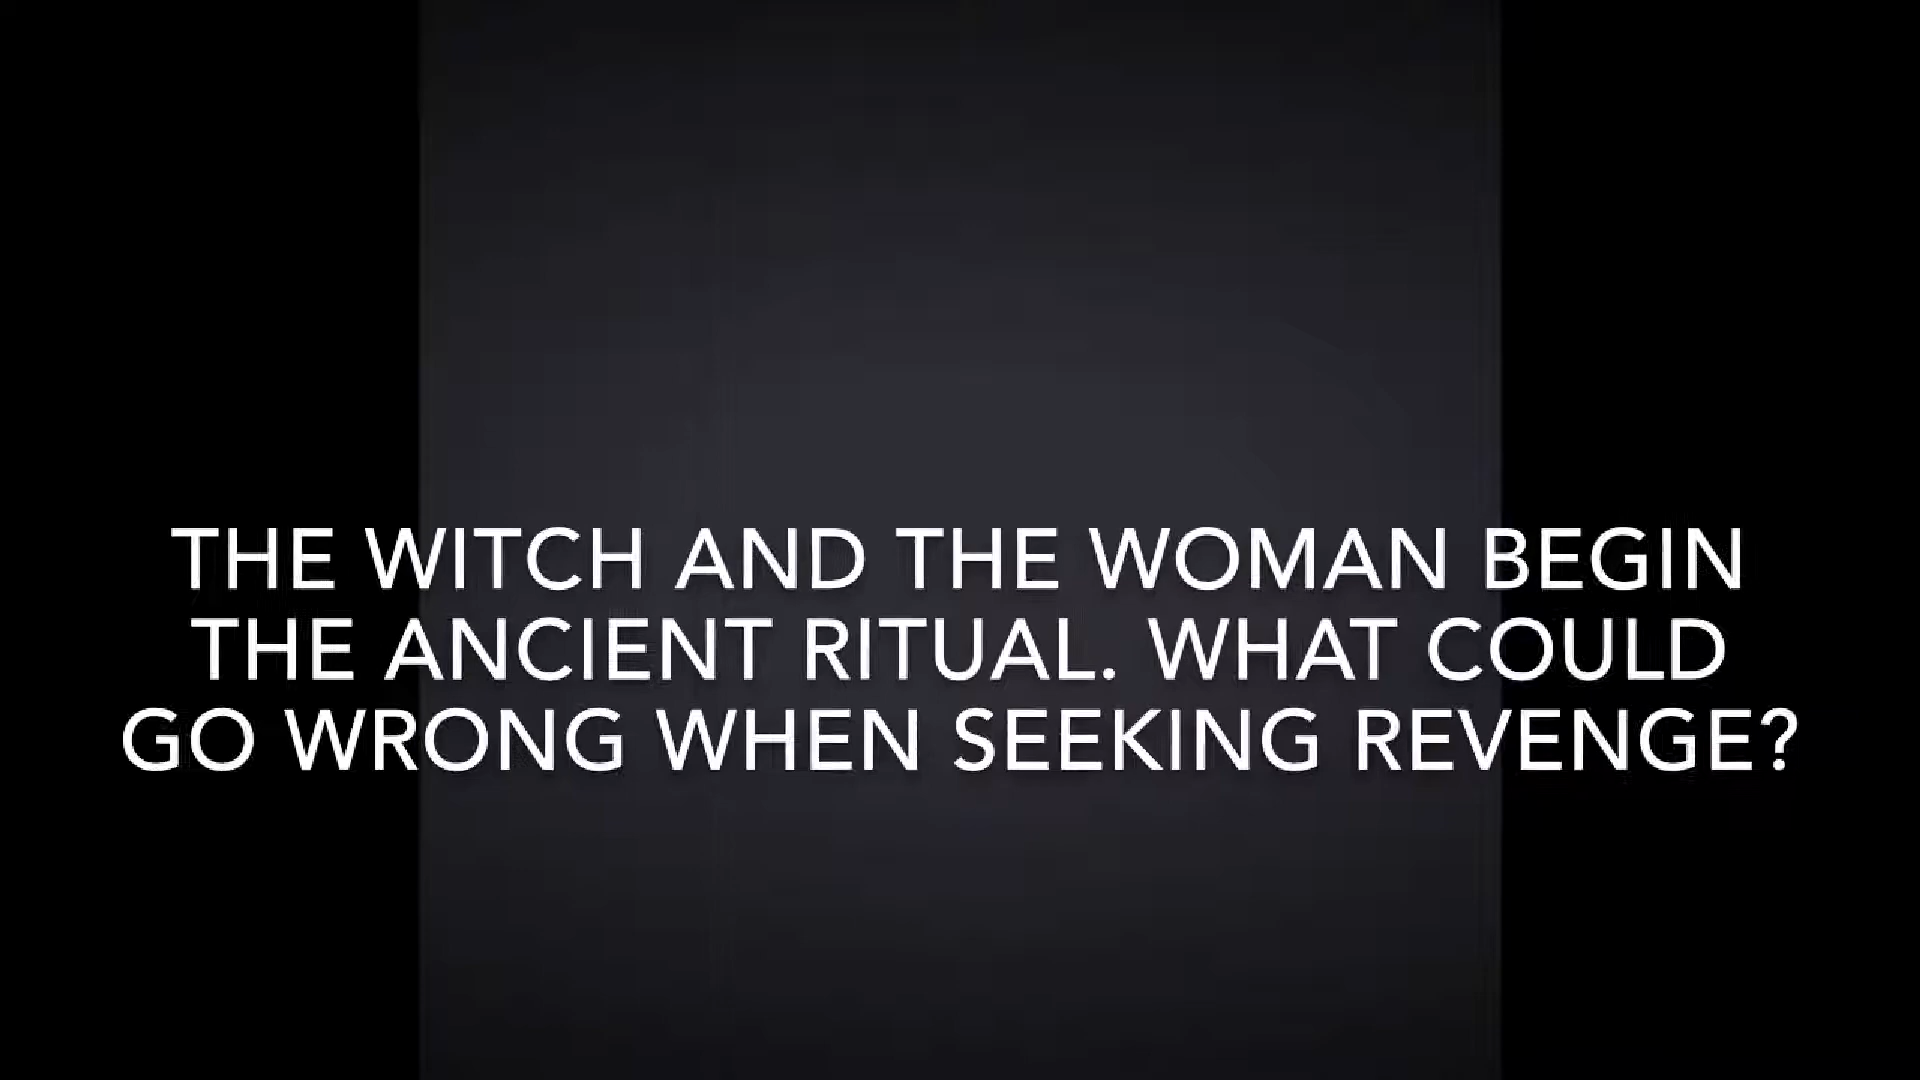 THE WITCH AND THE WOMAN BEGIN
THE ANCIENT RITUAL. WHAT COULD
GO WRONG WHEN SEEKING REVENGE?